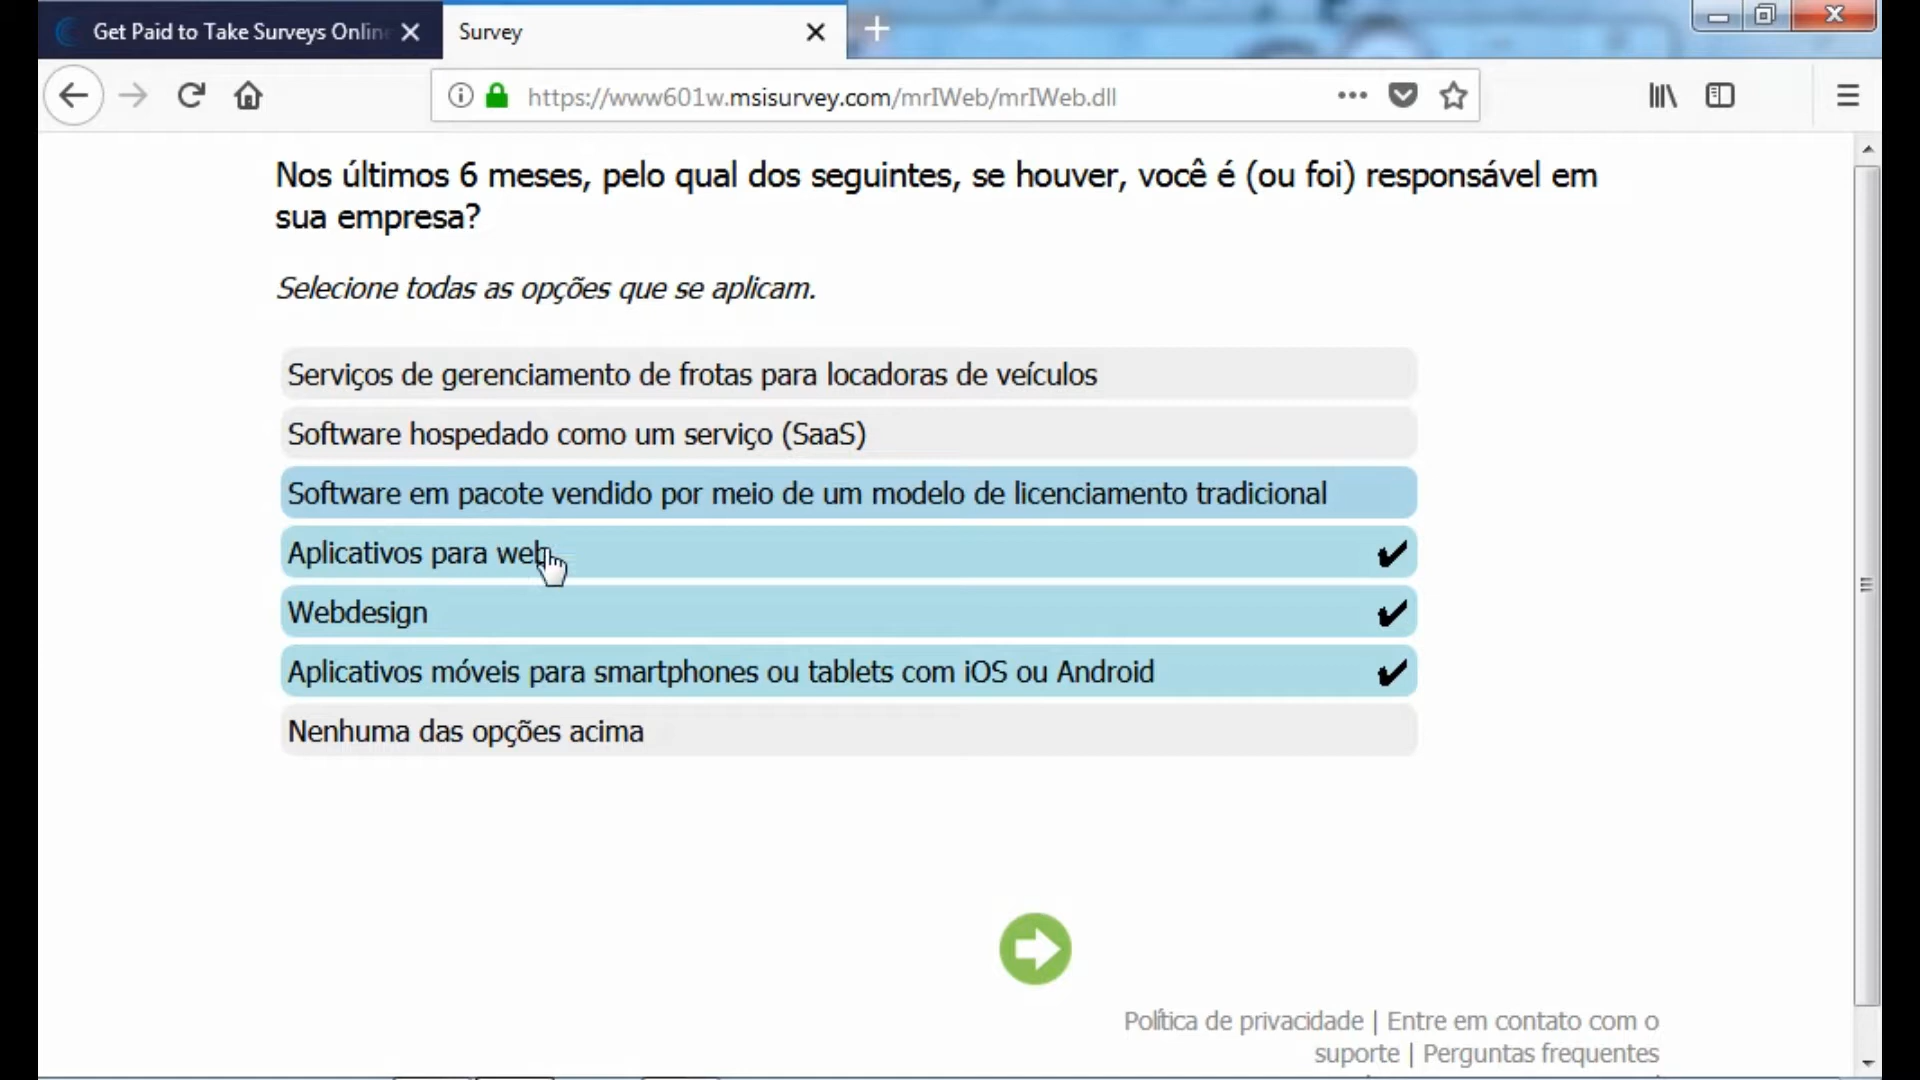 Get Paid to Take Surveys Onlin
Survey
https://www601w.msisurvey.com/mrIWeb/mrIWeb.dll
Nos últimos 6 meses, pelo qual dos seguintes, se houver, você é (ou foi) responsável em
sua empresa?
Selecione todas as opções que se aplicam.
Serviços de gerenciamento de frotas para locadoras de veículos
Software hospedado como um serviço (SaaS)
Software em pacote vendido por meio de um modelo de licenciamento tradicional
Aplicativos para web
Webdesign
Aplicativos móveis para smartphones ou tablets com iOS ou Android
Nenhuma das opções acima
Política de privacidade | Entre em contato com o
suporte | Perguntas frequentes